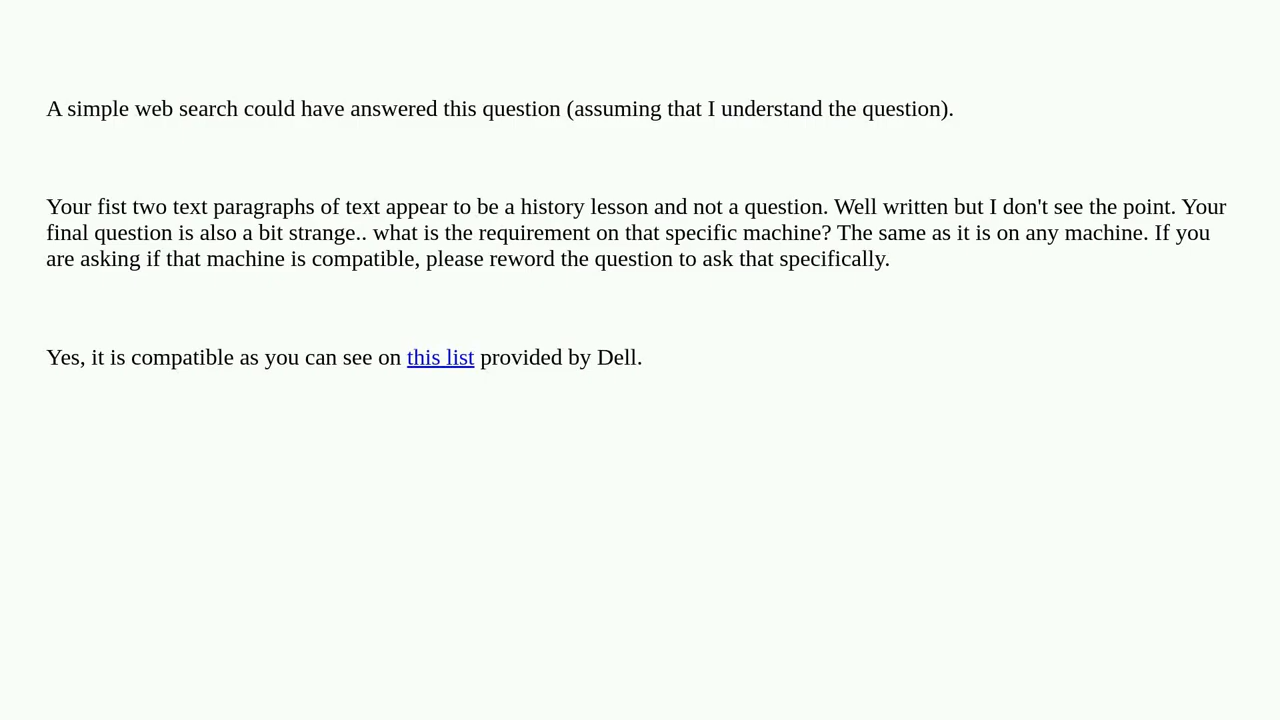 A simple web search could have answered this question (assuming that I understand the question).
Your fist two text paragraphs of text appear to be a history lesson and not a question. Well written but I don't see the point. Your
final question is also a bit strange.. what is the requirement on that specific machine? The same as it is on any machine. If you
are asking if that machine is compatible, please reword the question to ask that specifically.
Yes, it is compatible as you can see on this list provided by Dell.